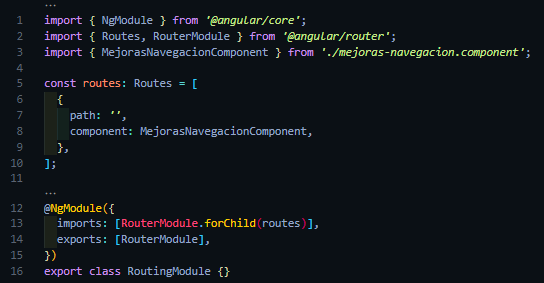 ...
1 import { NgModule } from '@angular/core';
2 import { Routes, RouterModule } from '@angular/router';
3 import { MejorasNavegacionComponent } from './mejoras-navegacion.component';
4
5 const routes: Routes = [
6   {
7     path: '',
8     component: MejorasNavegacionComponent,
9   },
10 ];
11
...
12 @NgModule({
13   imports: [RouterModule.forChild(routes)],
14   exports: [RouterModule],
15 })
16 export class RoutingModule {}